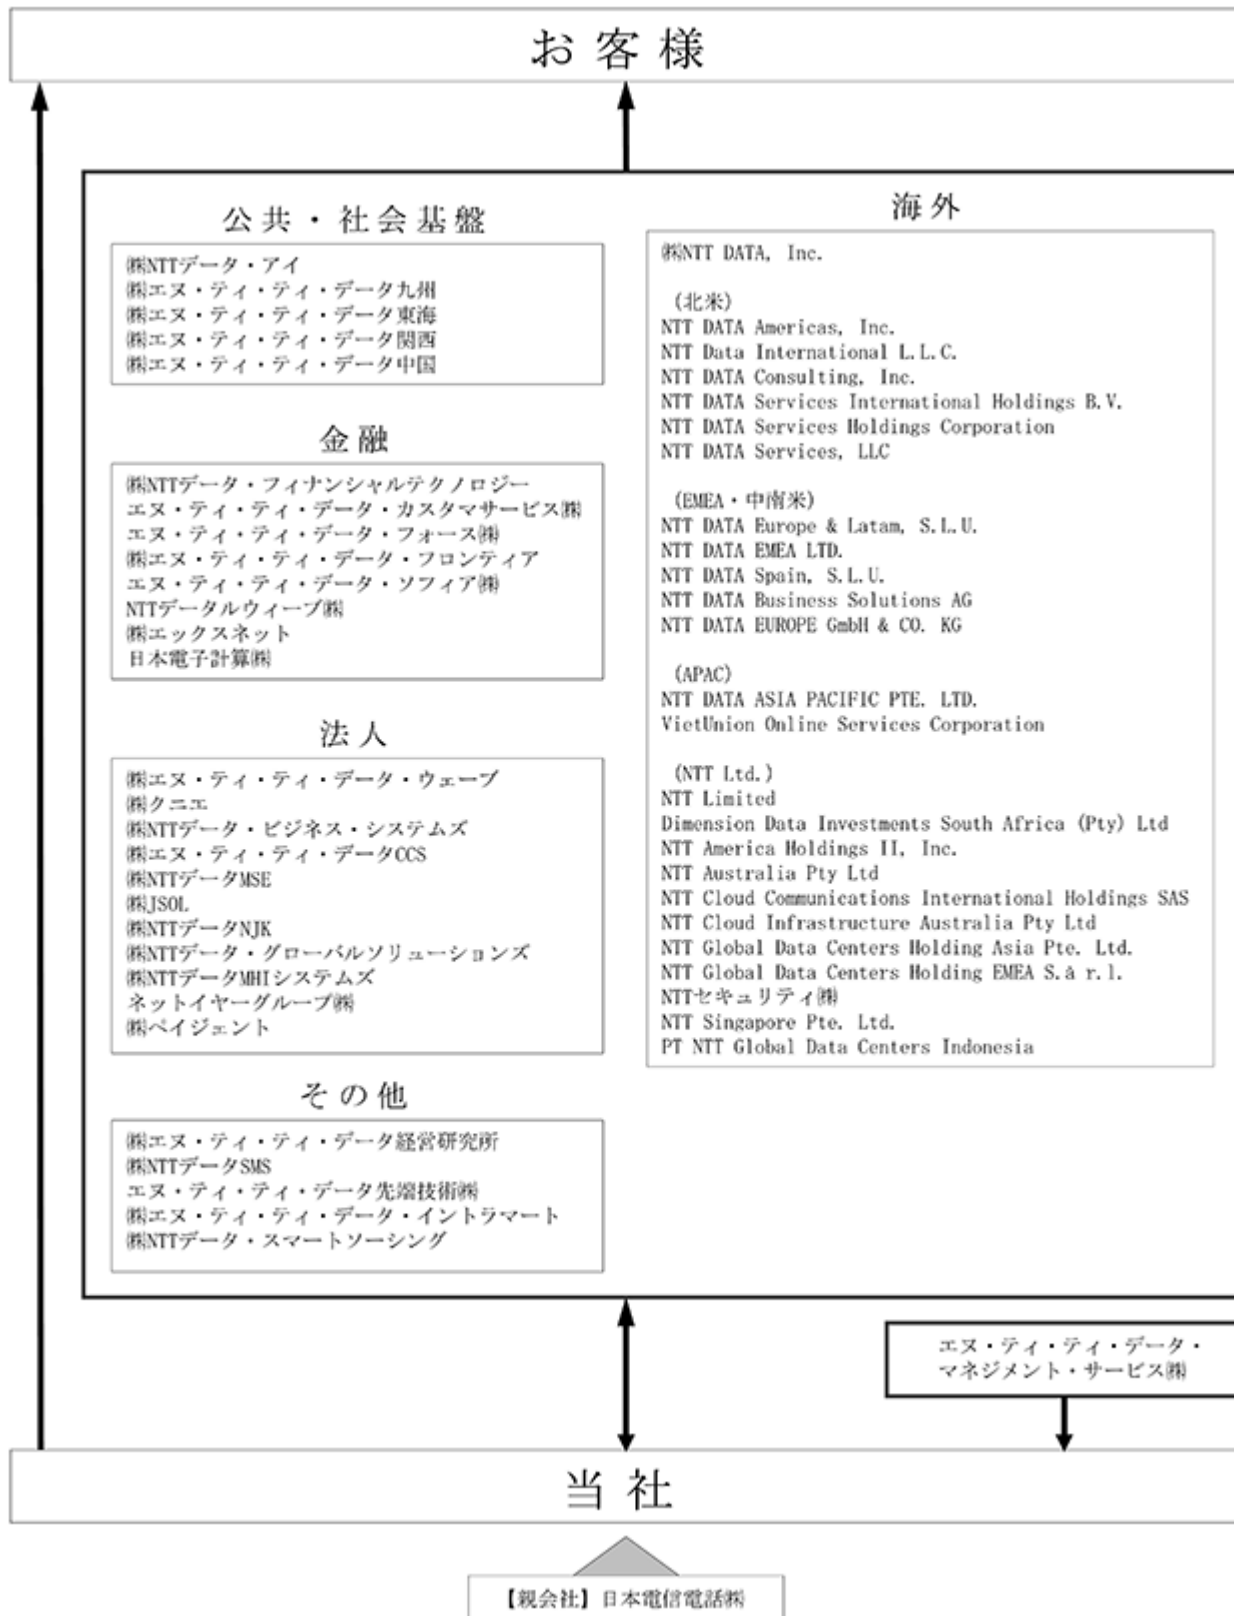 お客様
公共・社会基盤
㈱NTTデータ・アイ
㈱エヌ・ティ・ティ・データ九州
㈱エヌ・ティ・ティ・データ東海
㈱エヌ・ティ・ティ・データ関西
㈱エヌ・ティ・ティ・データ中国
金融
㈱NTTデータ・フィナンシャルテクノロジー
エヌ・ティ・ティ・データ・カスタマサービス㈱
エヌ・ティ・ティ・データ・フォース㈱
㈱エヌ・ティ・ティ・データ・フロンティア
エヌ・ティ・ティ・データ・ソフィア㈱
NTTデータルウィーブ㈱
㈱エックスネット
日本電子計算㈱
法人
㈱エヌ・ティ・ティ・データ・ウェーブ
㈱クニエ
㈱NTTデータ・ビジネス・システムズ
㈱エヌ・ティ・ティ・データCCS
㈱NTTデータMSE
㈱JSOL
㈱NTTデータNJK
㈱NTTデータ・グローバルソリューションズ
㈱NTTデータMHIシステムズ
ネットイヤーグループ㈱
㈱ペイジェント
その他
㈱エヌ・ティ・ティ・データ経営研究所
㈱NTTデータSMS
エヌ・ティ・ティ・データ先端技術㈱
㈱エヌ・ティ・ティ・データ・イントラマート
㈱NTTデータ・スマートソーシング
海外
㈱NTT DATA, Inc.
(北米)
NTT DATA Americas, Inc.
NTT Data International L.L.C.
NTT DATA Consulting, Inc.
NTT DATA Services International Holdings B.V.
NTT DATA Services Holdings Corporation
NTT DATA Services, LLC
(EMEA・中南米)
NTT DATA Europe & Latam, S.L.U.
NTT DATA EMEA LTD.
NTT DATA Spain, S.L.U.
NTT DATA Business Solutions AG
NTT DATA EUROPE GmbH & CO. KG
(APAC)
NTT DATA ASIA PACIFIC PTE. LTD.
VietUnion Online Services Corporation
(NTT Ltd.)
NTT Limited
Dimension Data Investments South Africa (Pty) Ltd
NTT America Holdings II, Inc.
NTT Australia Pty Ltd
NTT Cloud Communications International Holdings SAS
NTT Cloud Infrastructure Australia Pty Ltd
NTT Global Data Centers Holding Asia Pte. Ltd.
NTT Global Data Centers Holding EMEA S.à r.l.
NTTセキュリティ㈱
NTT Singapore Pte. Ltd.
PT NTT Global Data Centers Indonesia
エヌ・ティ・ティ・データ・
マネジメント・サービス㈱
当社
【親会社】日本電信電話㈱